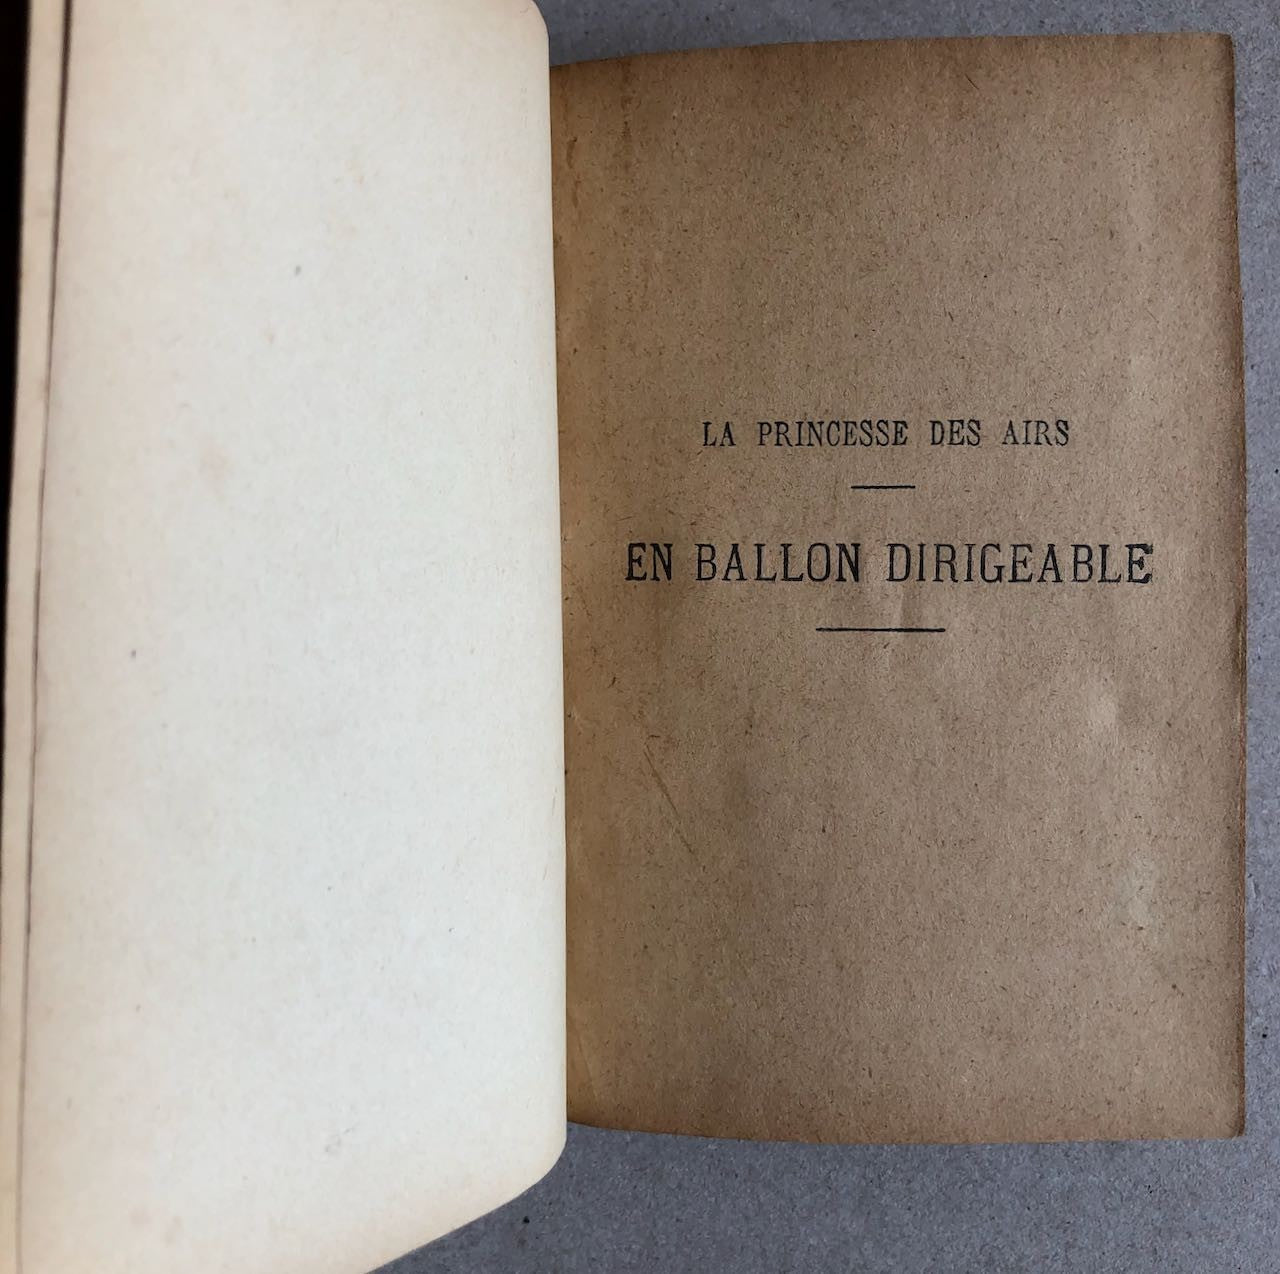 LA PRINCESSE DES AIRS
EN BALLON DIRIGEABLE